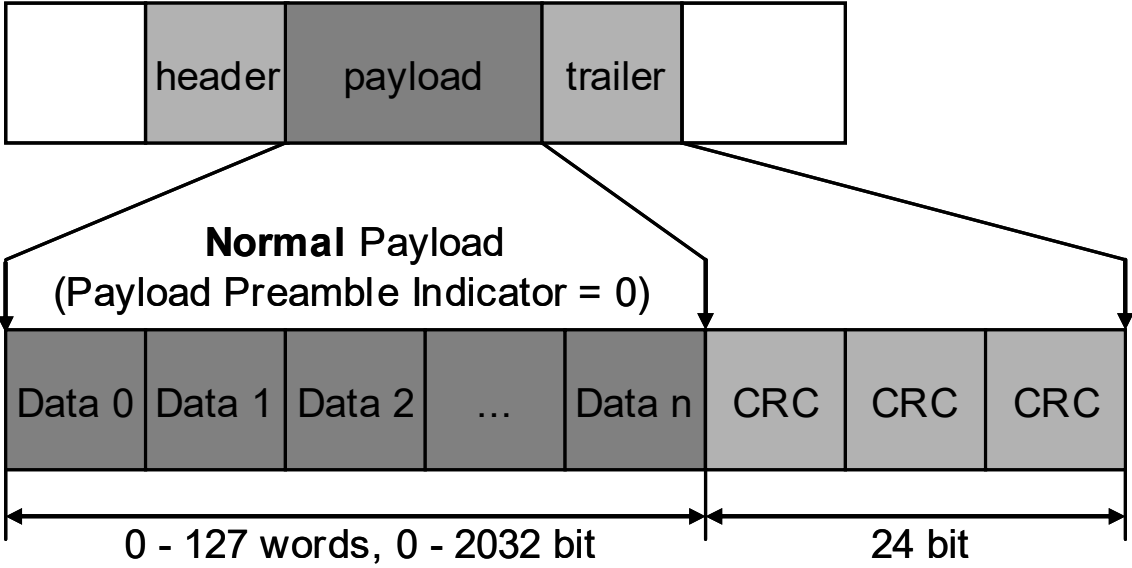 header payload trailer
Normal Payload
(Payload Preamble Indicator = 0)
Data 0 Data 1 Data 2 ... Data n CRC CRC CRC
0 - 127 words, 0 - 2032 bit 24 bit